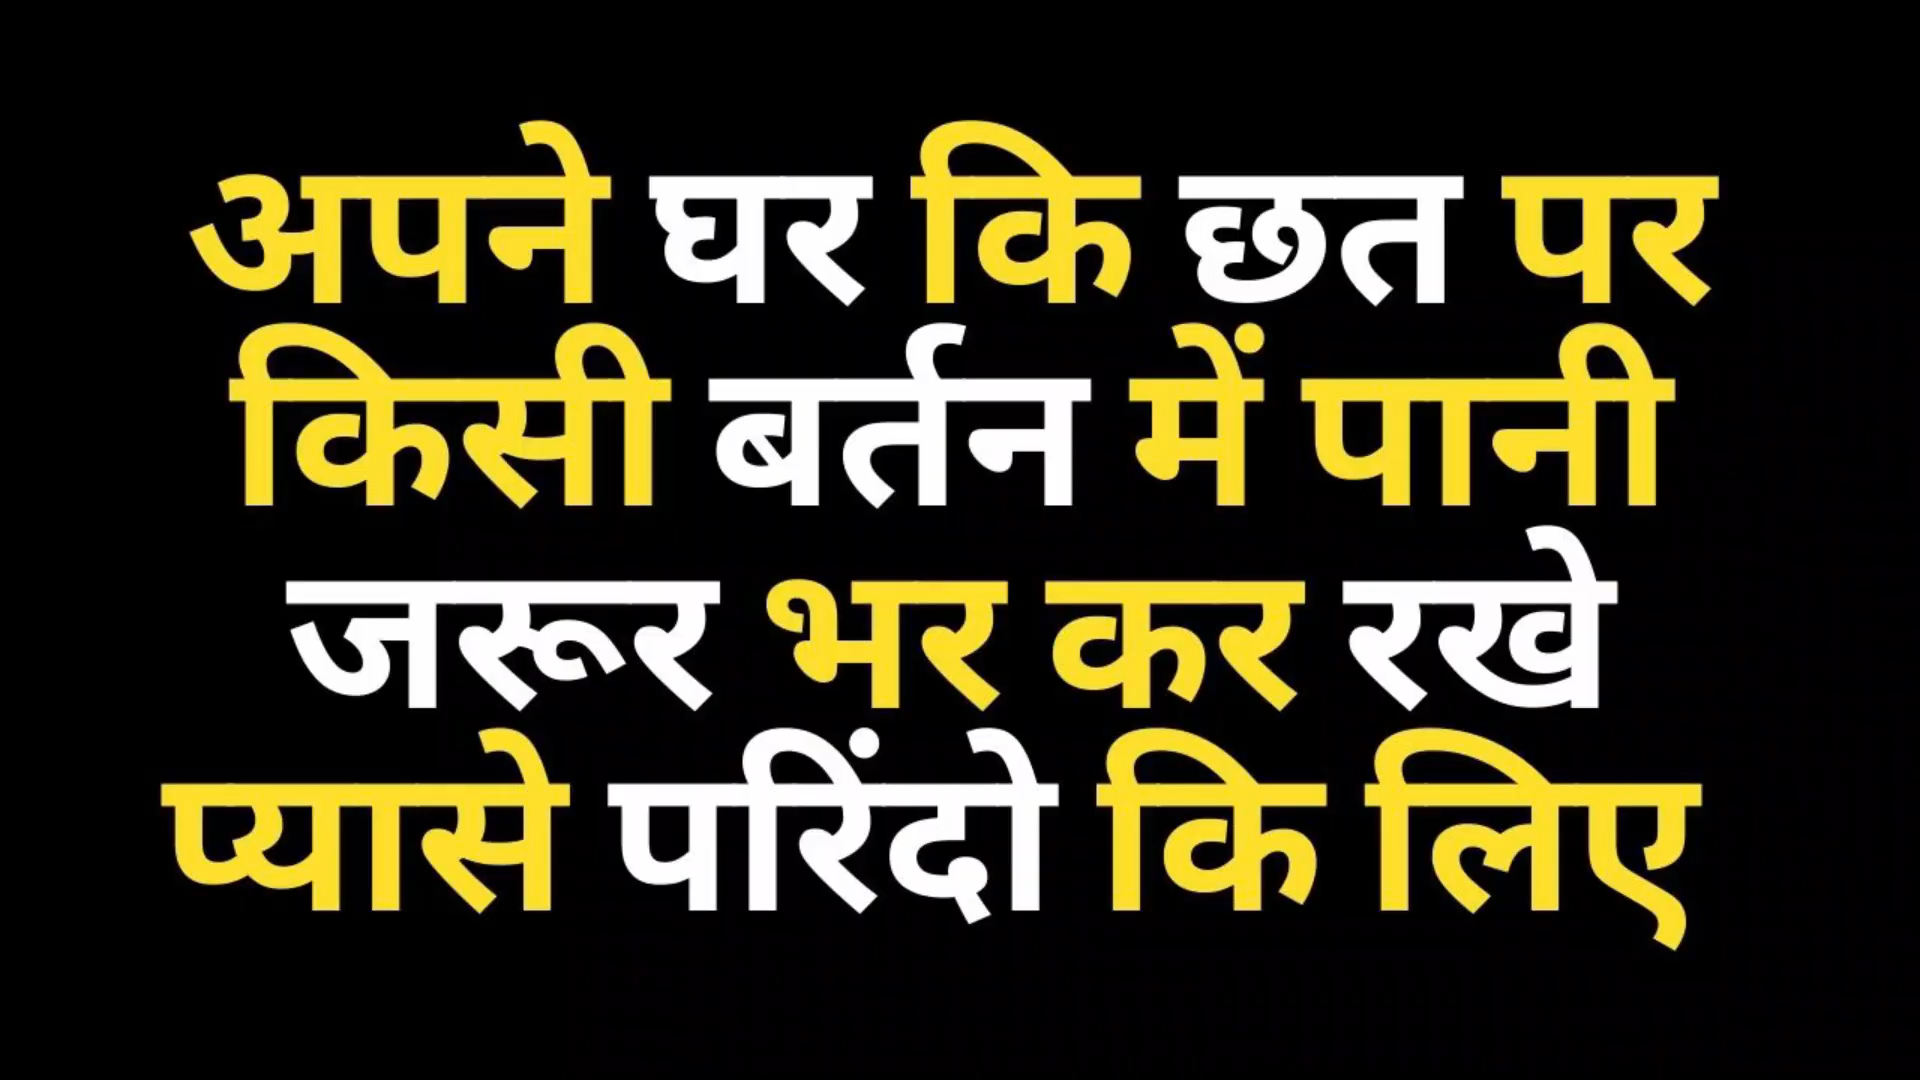 अपने घर कि छत पर
किसी बर्तन में पानी
जरूर भर कर रखे
प्यासे परिंदो कि लिए